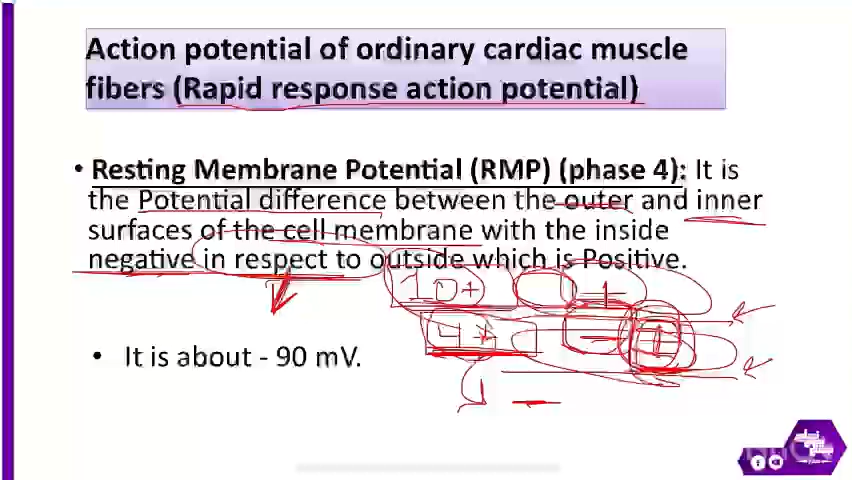 Action potential of ordinary cardiac muscle
fibers (Rapid response action potential)
• Resting Membrane Potential (RMP) (phase 4): It is
the Potential difference between the outer and inner
surfaces of the cell membrane with the inside
negative in respect to outside which is Positive.
10+
4+
• It is about - 90 mV.